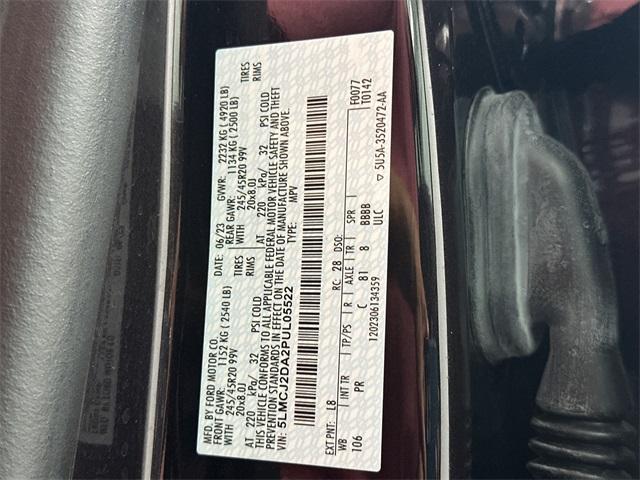 MFD. BY FORD MOTOR CO.
DATE: 06/23
GVWR: 2232 KG ( 4920 LB)
FRONT GAWR: 1152 KG ( 2540 LB)
REAR GAWR: 1134 KG ( 2500 LB)
WITH 245/45R20 99V TIRES
WITH 245/45R20 99V TIRES
20x8.0J RIMS
20x8.0J RIMS
AT 220 kPa/ 32 PSI COLD
AT 220 kPa/ 32 PSI COLD
THIS VEHICLE CONFORMS TO ALL APPLICABLE FEDERAL MOTOR VEHICLE SAFETY AND THEFT
PREVENTION STANDARDS IN EFFECT ON THE DATE OF MANUFACTURE SHOWN ABOVE.
VIN: 5LMCJ2DA2PUL05522
TYPE: MPV
F0077
T0142
EXT PNT: L8 RC: 28 DSO:
WB INT TR TP/PS R AXLE TR SPR
106 PR C 81 8 BBBB
ULC
1202306134359
▽ 5U5A-3520472-AA